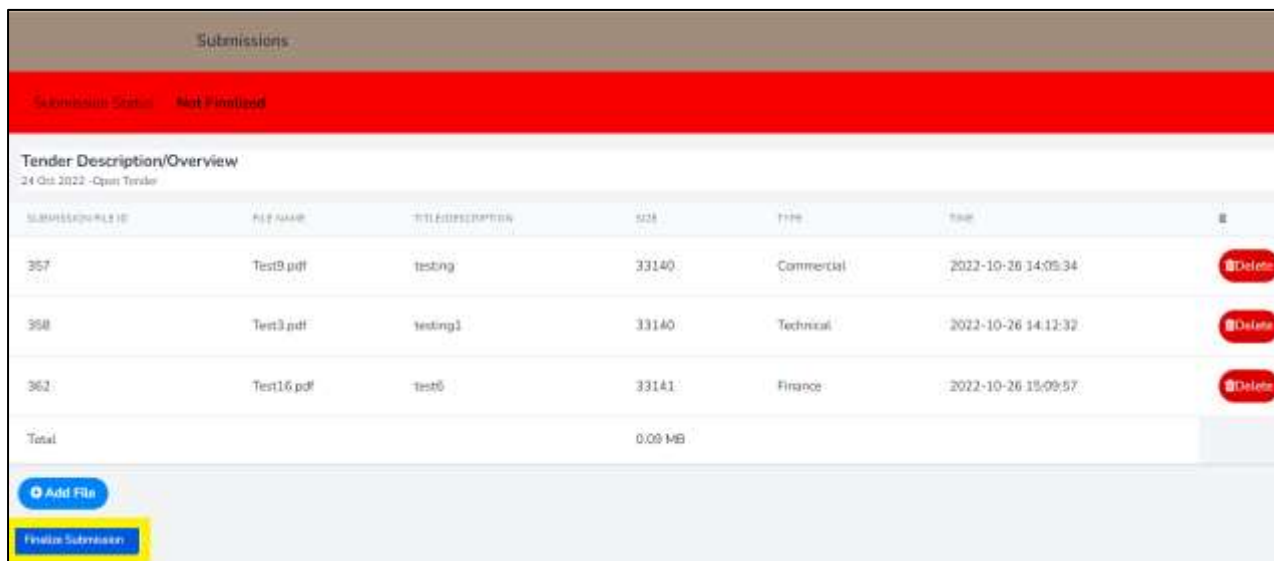 Submissions
Submission Status Not Finalized
Tender Description/Overview
24 Oct 2022 -Open Tender
SUBMISSION FILE ID FILE NAME TITLE/DESCRIPTION SIZE TYPE TIME
357 Test9.pdf testing 33140 Commercial 2022-10-26 14:05:34 Delete
358 Test3.pdf testing1 33140 Technical 2022-10-26 14:12:32 Delete
362 Test16.pdf test6 33141 Finance 2022-10-26 15:09:57 Delete
Total 0.09 MB
Add File
Finalize Submission